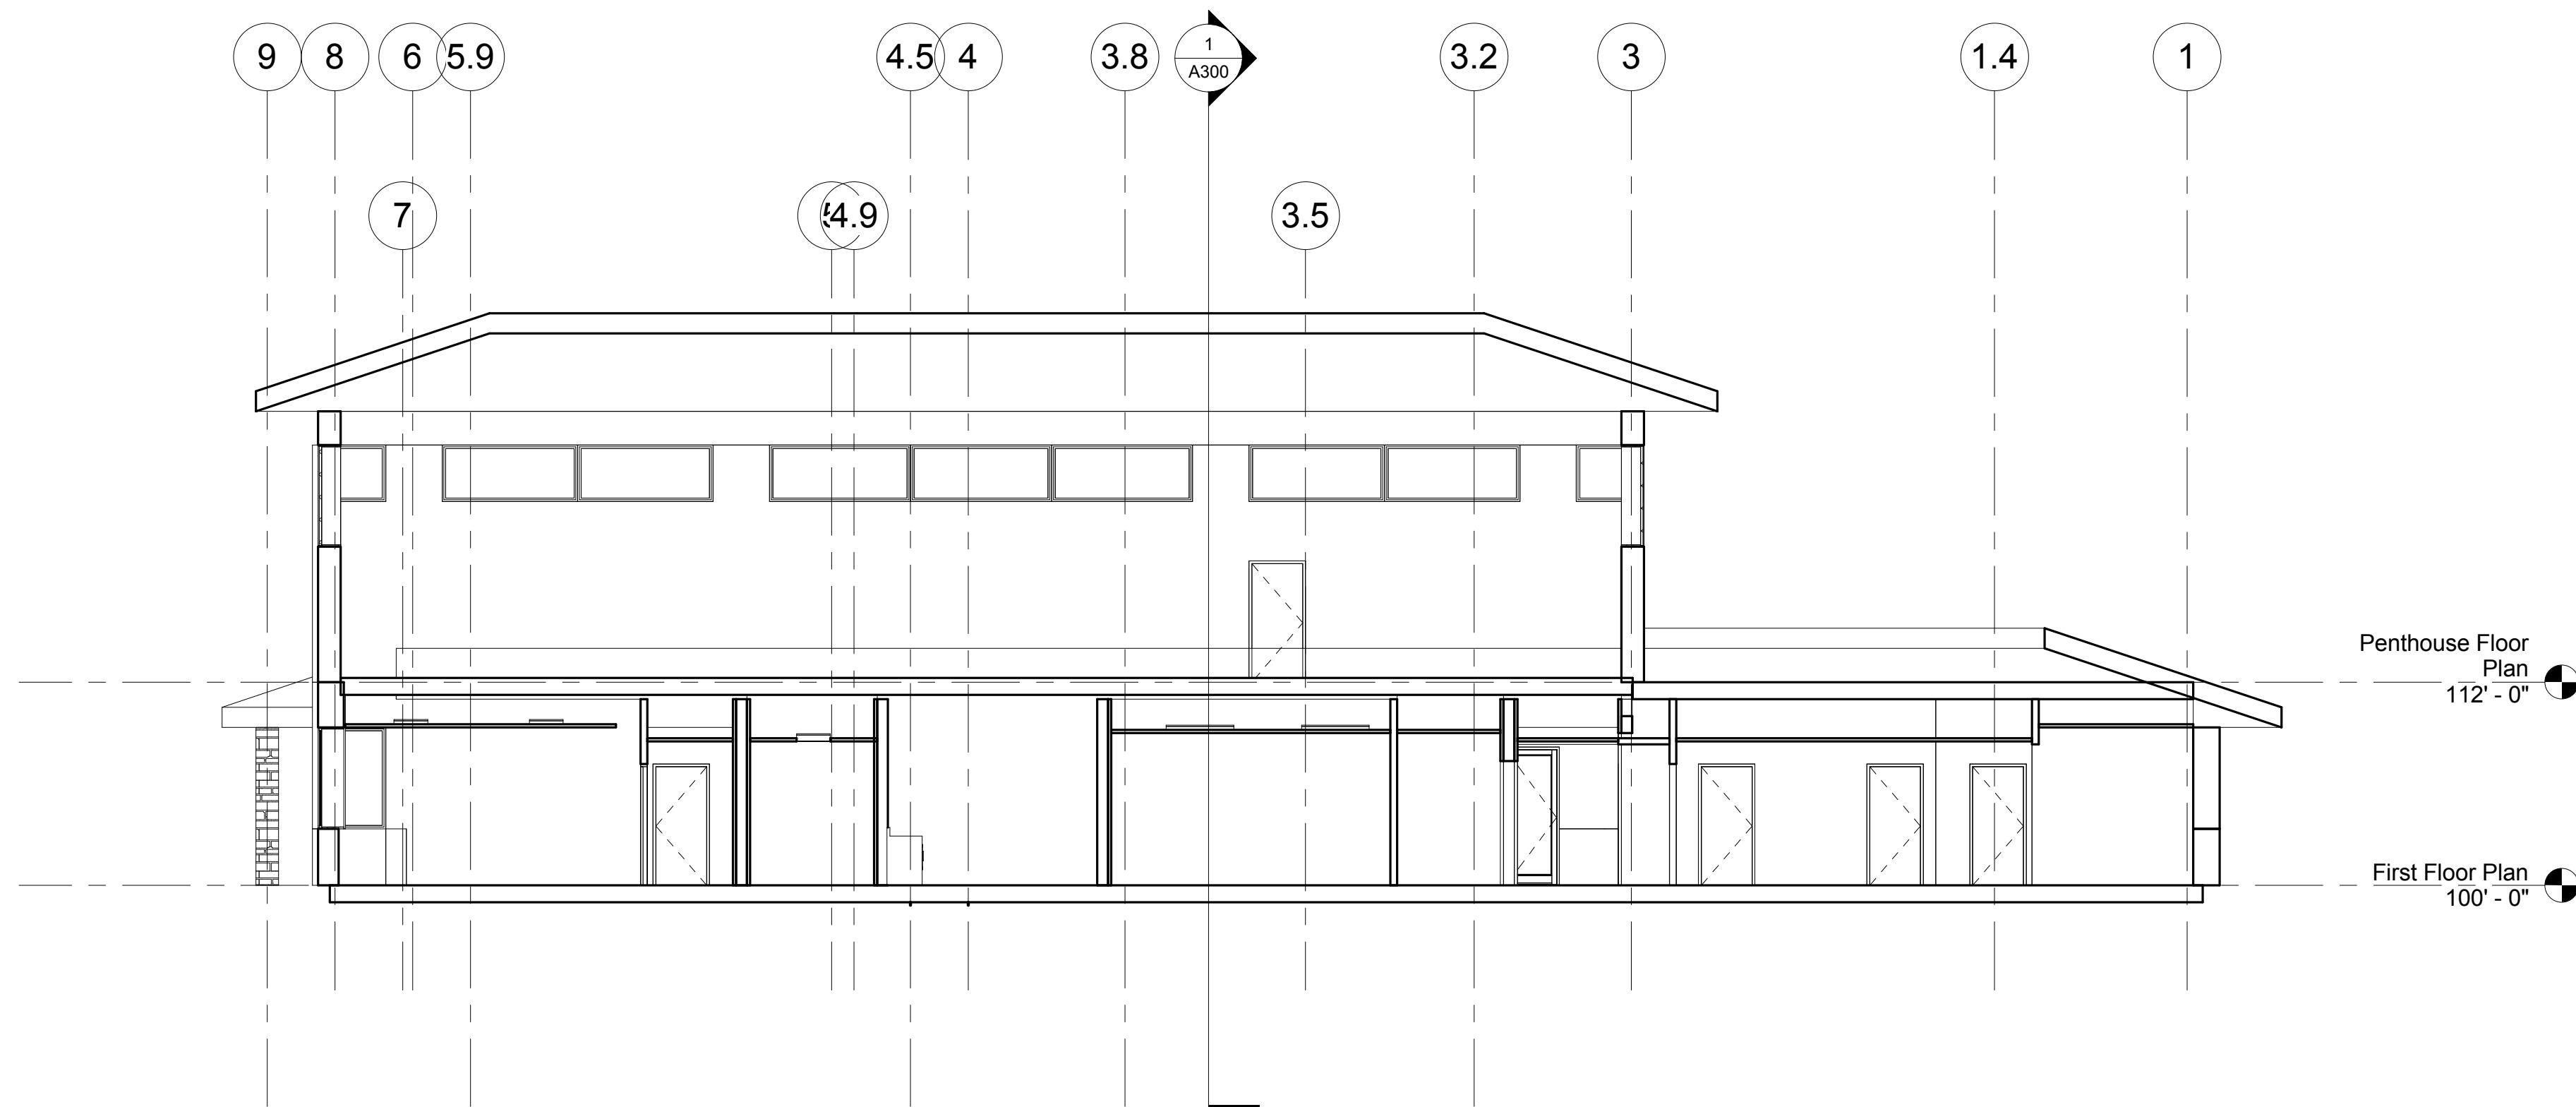 9
8
6
5.9
4.5
4
3.8
1
A300
3.2
3
1.4
1
7
4.9
3.5
Penthouse Floor
Plan
112' - 0"
First Floor Plan
100' - 0"